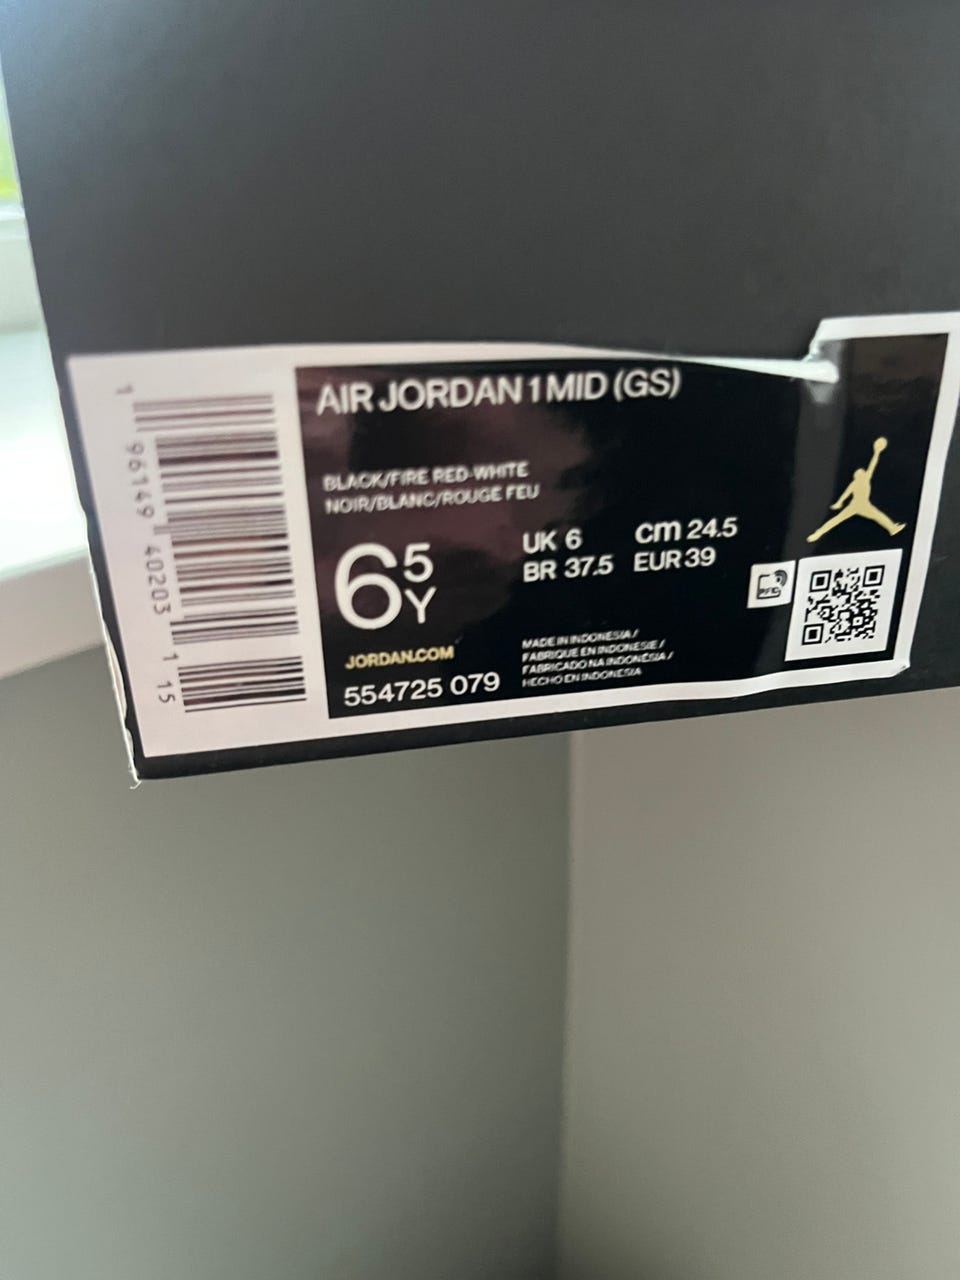 AIR JORDAN 1 MID (GS)
BLACK/FIRE RED-WHITE
NOIR/BLANC/ROUGE FEU
6 5 Y
UK 6 cm 24.5
BR 37.5 EUR 39
JORDAN.COM
554725 079
MADE IN INDONESIA /
FABRIQUE EN INDONESIE /
FABRICADO NA INDONÉSIA /
HECHO EN INDONESIA
1 96149 40203 1 15